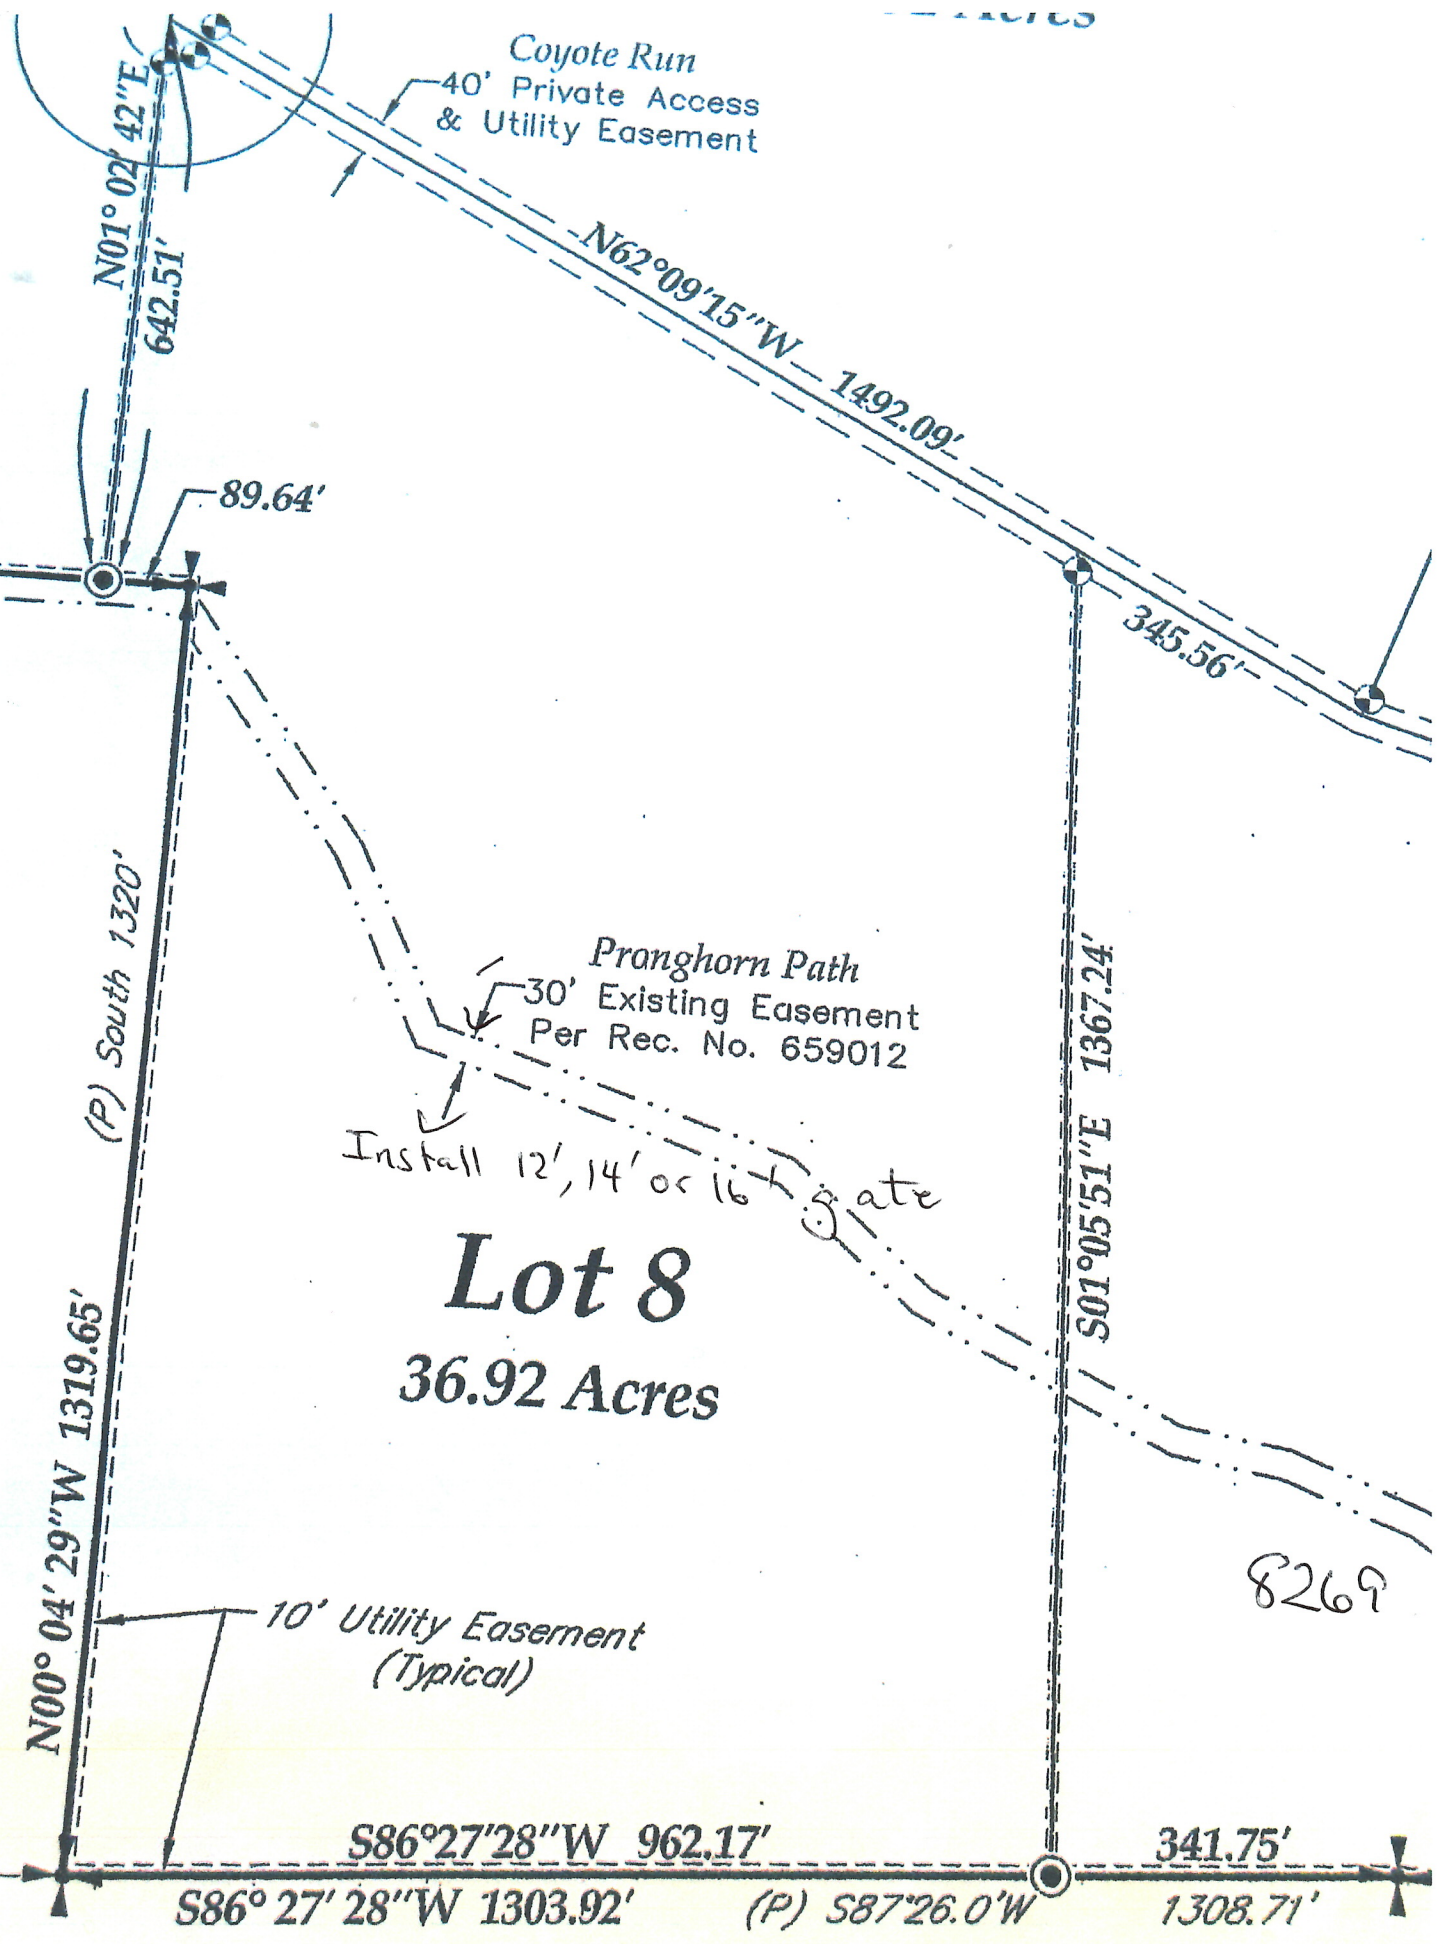 Acres
Coyote Run
40' Private Access
& Utility Easement
N01° 02' 42"E
642.51'
N62°09'15"W
1492.09'
89.64'
345.56'
(P) South 1320'
Pronghorn Path
30' Existing Easement
Per Rec. No. 659012
Install 12', 14' or 16' gate
S01°05'51"E 1367.24'
Lot 8
36.92 Acres
N00° 04' 29"W 1319.65'
8269
10' Utility Easement
(Typical)
S86°27'28"W 962.17'
341.75'
S86° 27' 28"W 1303.92'
(P) S87°26.0'W
1308.71'